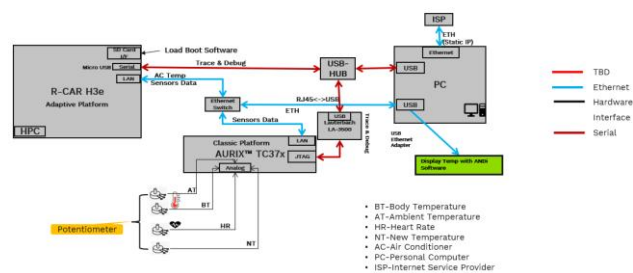 ISP
SD Card
I/F
Load Boot Software
ETH
(Static IP)
Micro USB
Serial
Trace & Debug
USB-
HUB
Ethernet
USB
R-CAR H3e
Adaptive Platform
LAN
AC Temp
Sensors Data
PC
HPC
Ethernet
Switch
RJ45<->USB
ETH
USB
Sensors Data
USB
Lauterbach
LA-3500
USB
Ethernet
Adapter
Trace & Debug
Classic Platform
LAN
AURIX™ TC37x
JTAG
Analog
Display Temp with ANDi
Software
AT
BT
HR
NT
Potentiometer
TBD
Ethernet
Hardware
Interface
Serial
• BT-Body Temperature
• AT-Ambient Temperature
• HR-Heart Rate
• NT-New Temperature
• AC-Air Conditioner
• PC-Personal Computer
• ISP-Internet Service Provider